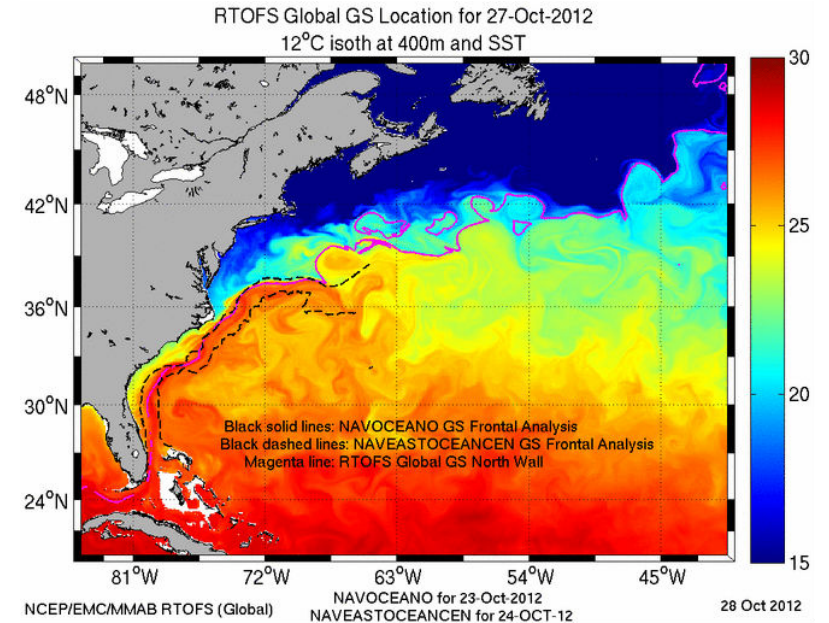 RTOFS Global GS Location for 27-Oct-2012
12°C isoth at 400m and SST
48°N
42°N
36°N
30°N
24°N
81°W
72°W
63°W
54°W
45°W
30
25
20
15
Black solid lines: NAVOCEANO GS Frontal Analysis
Black dashed lines: NAVEASTOCEANCEN GS Frontal Analysis
Magenta line: RTOFS Global GS North Wall
NCEP/EMC/MMAB RTOFS (Global)
NAVOCEANO for 23-Oct-2012
NAVEASTOCEANCEN for 24-OCT-12
28 Oct 2012